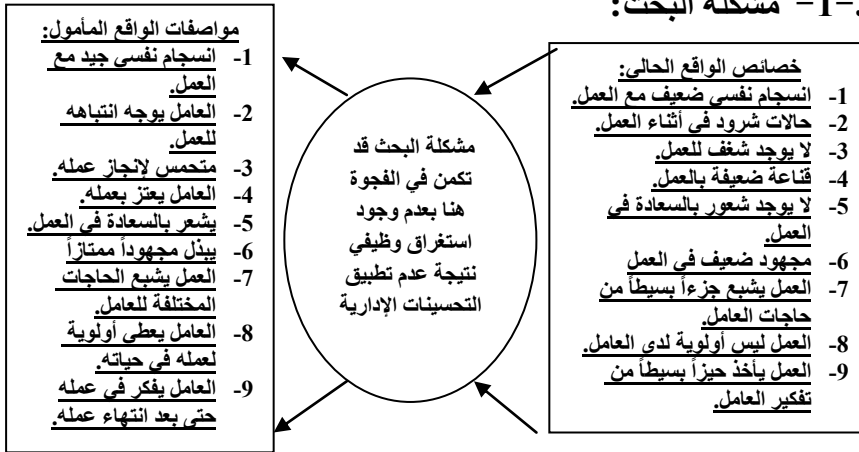 -1- مشكلة البحث:
خصائص الواقع الحالي:
1- انسجام نفسي ضعيف مع العمل.
2- حالات شرود في أثناء العمل.
3- لا يوجد شغف للعمل.
4- قناعة ضعيفة بالعمل.
5- لا يوجد شعور بالسعادة في
العمل.
6- مجهود ضعيف في العمل
7- العمل يشبع جزءاً بسيطاً من
حاجات العامل.
8- العمل ليس أولوية لدى العامل.
9- العمل يأخذ حيزاً بسيطاً من
تفكير العامل.
مشكلة البحث قد
تكمن في الفجوة
هنا بعدم وجود
استغراق وظيفي
نتيجة عدم تطبيق
التحسينات الإدارية
مواصفات الواقع المأمول:
1- انسجام نفسي جيد مع
العمل.
2- العامل يوجه انتباهه
للعمل.
3- متحمس لإنجاز عمله.
4- العامل يعتز بعمله.
5- يشعر بالسعادة في العمل.
6- يبذل مجهوداً ممتازاً
7- العمل يشبع الحاجات
المختلفة للعامل.
8- العامل يعطي أولوية
لعمله في حياته.
9- العامل يفكر في عمله
حتى بعد انتهاء عمله.